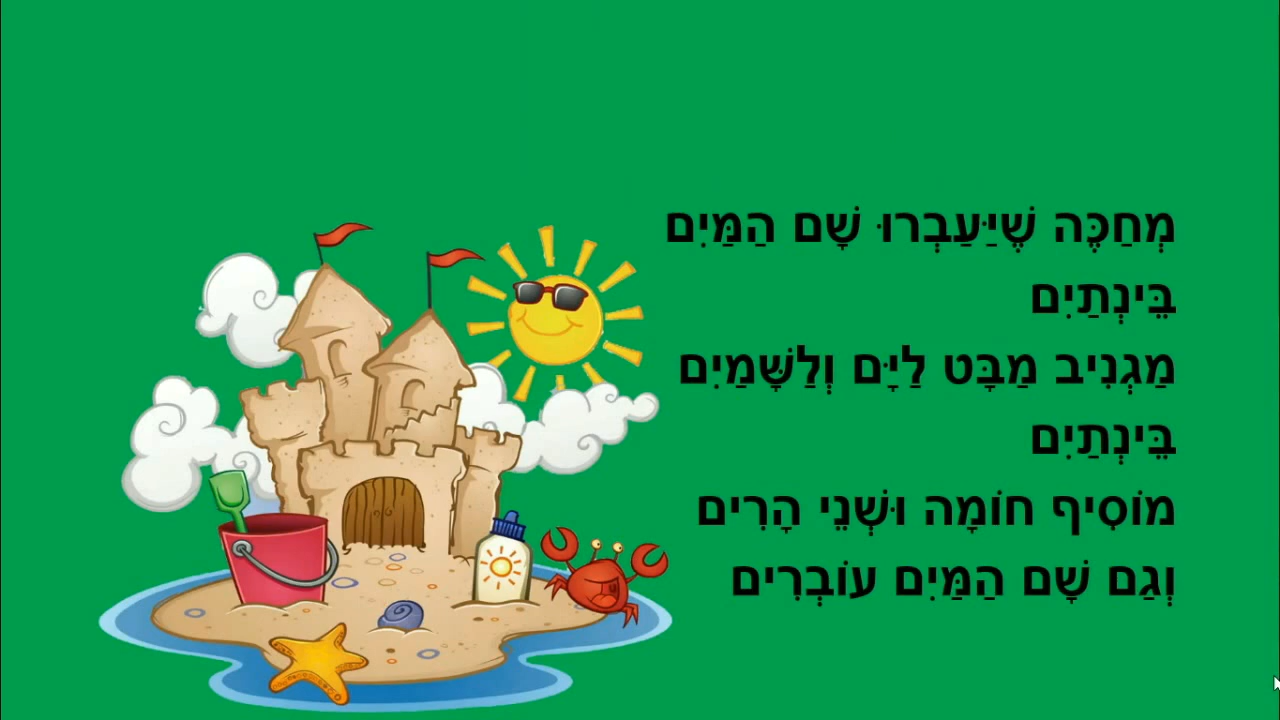 מְחַכֶּה שֶׁיַּעַבְרוּ שָׁם הַמַּיִם
בֵּינְתַיִם
מַגְנִיב מַבָּט לַיָּם וְלַשָּׁמַיִם
בֵּינְתַיִם
מוֹסִיף חוֹמָה וּשְׁנֵי הָרִים
וְגַם שָׁם הַמַּיִם עוֹבְרִים